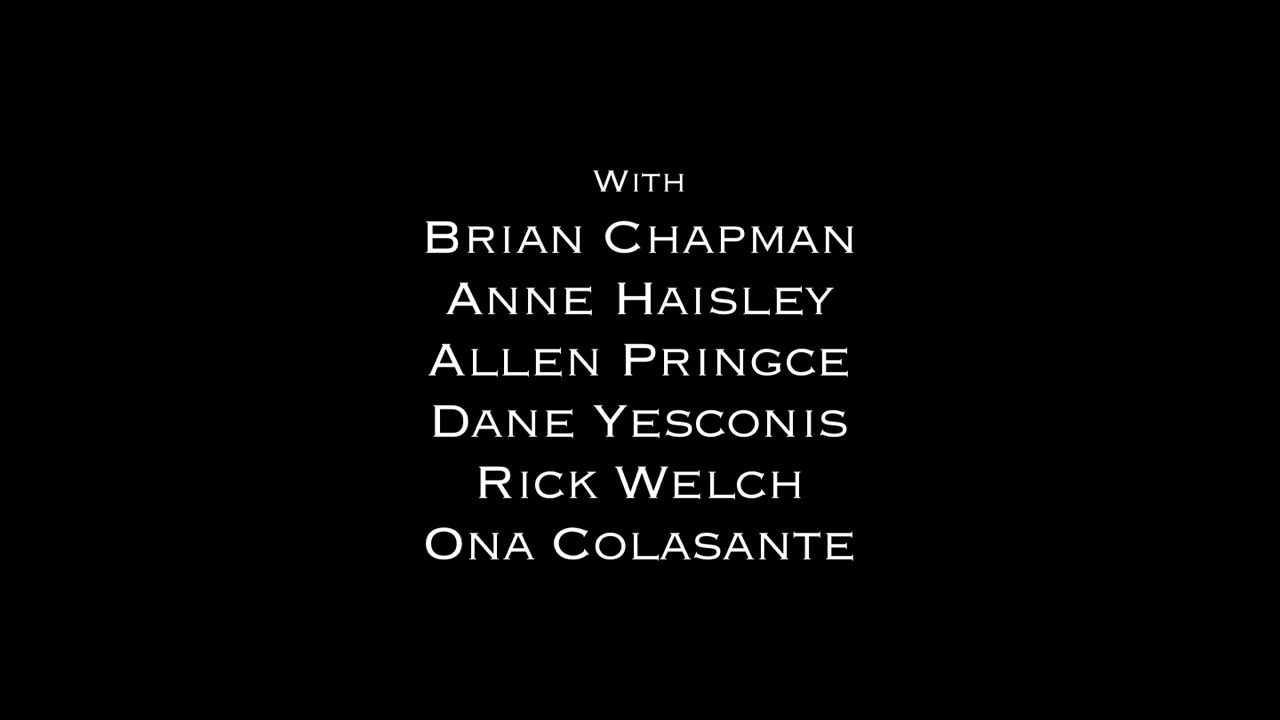 With
Brian Chapman
Anne Haisley
Allen Pringce
Dane Yesconis
Rick Welch
Ona Colasante